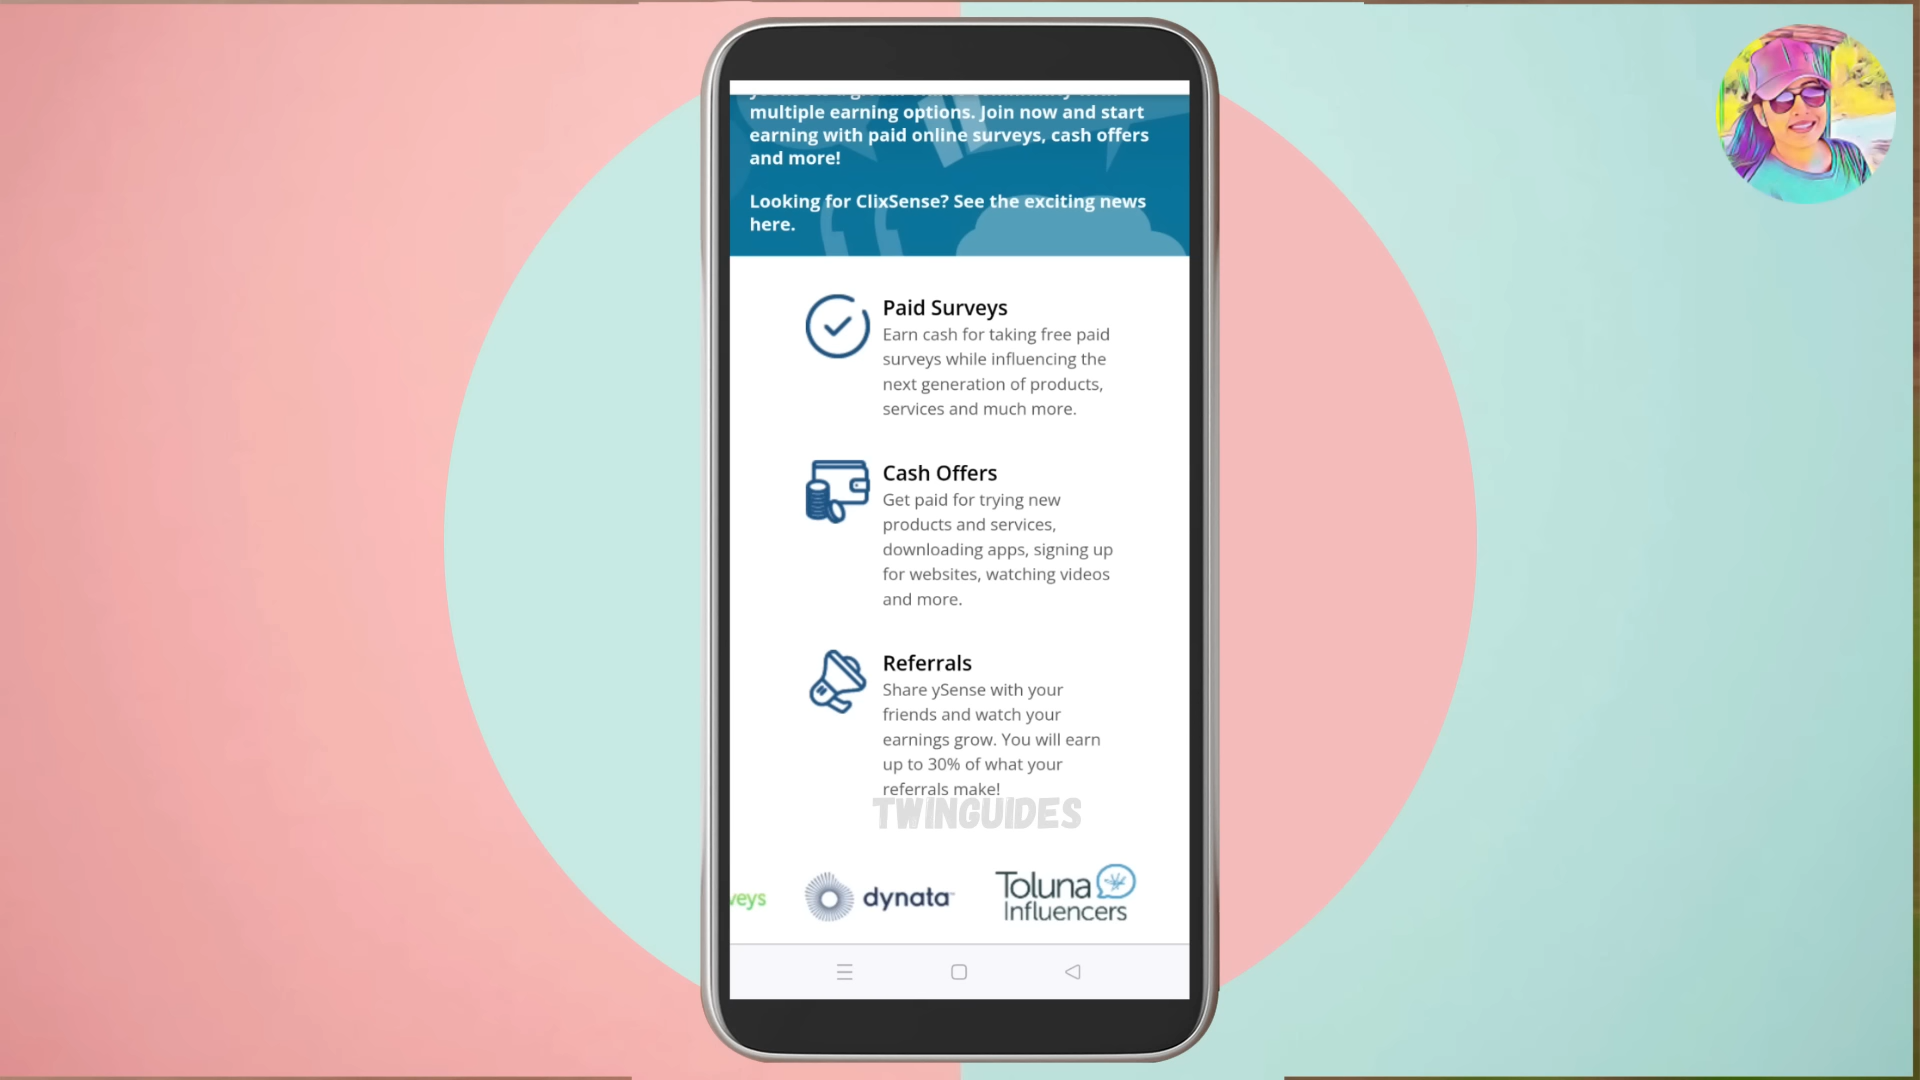 multiple earning options. Join now and start
earning with paid online surveys, cash offers
and more!
Looking for ClixSense? See the exciting news
here.
Paid Surveys
Earn cash for taking free paid
surveys while influencing the
next generation of products,
services and much more.
Cash Offers
Get paid for trying new
products and services,
downloading apps, signing up
for websites, watching videos
and more.
Referrals
Share ySense with your
friends and watch your
earnings grow. You will earn
up to 30% of what your
referrals make!
TWINGUIDES
veys
dynata
Toluna
Influencers